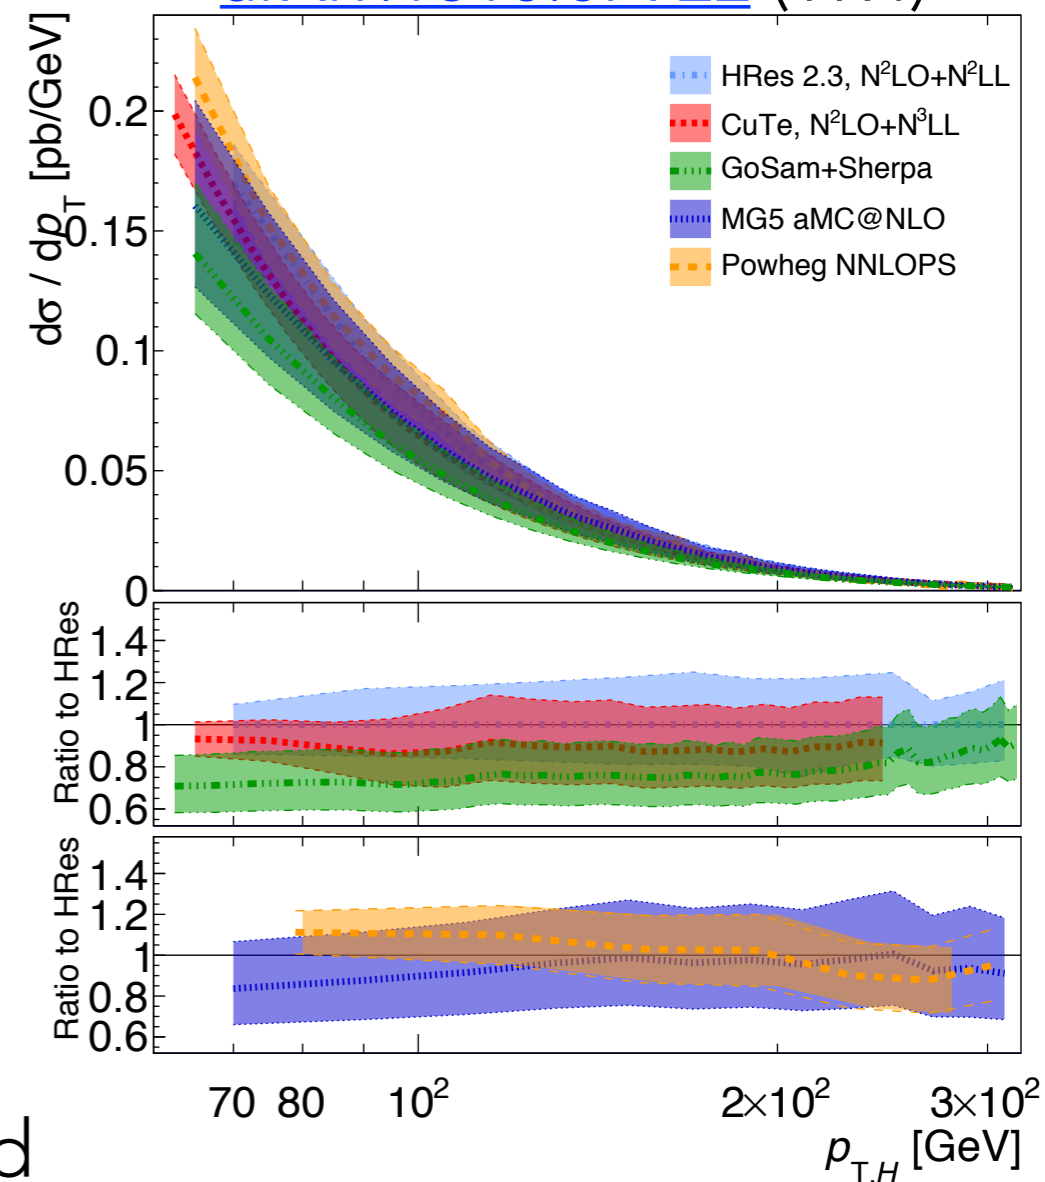 dσ / dp_T [pb/GeV]
0.2
0.15
0.1
0.05
0
HRes 2.3, N²LO+N²LL
CuTe, N²LO+N³LL
GoSam+Sherpa
MG5 aMC@NLO
Powheg NNLOPS
Ratio to HRes
1.4
1.2
1
0.8
0.6
Ratio to HRes
1.4
1.2
1
0.8
0.6
70 80 10² 2×10² 3×10²
p_T,H [GeV]
d